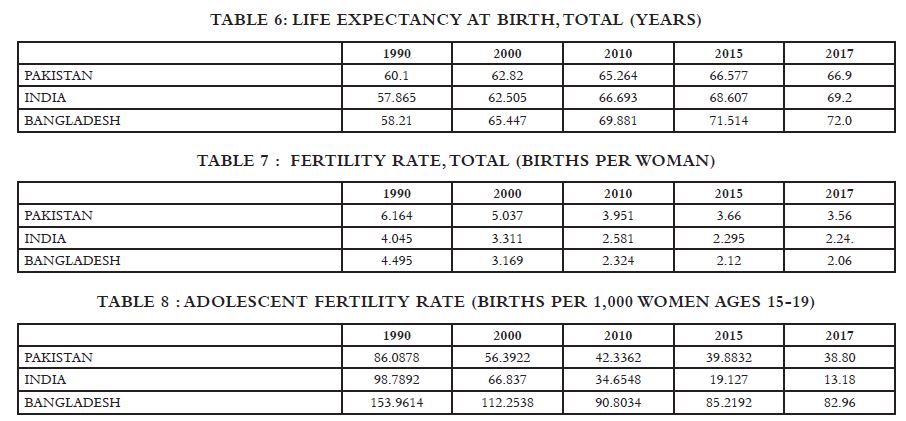 TABLE 6: LIFE EXPECTANCY AT BIRTH, TOTAL (YEARS)
1990 2000 2010 2015 2017
PAKISTAN 60.1 62.82 65.264 66.577 66.9
INDIA 57.865 62.505 66.693 68.607 69.2
BANGLADESH 58.21 65.447 69.881 71.514 72.0
TABLE 7 : FERTILITY RATE, TOTAL (BIRTHS PER WOMAN)
1990 2000 2010 2015 2017
PAKISTAN 6.164 5.037 3.951 3.66 3.56
INDIA 4.045 3.311 2.581 2.295 2.24.
BANGLADESH 4.495 3.169 2.324 2.12 2.06
TABLE 8 : ADOLESCENT FERTILITY RATE (BIRTHS PER 1,000 WOMEN AGES 15-19)
1990 2000 2010 2015 2017
PAKISTAN 86.0878 56.3922 42.3362 39.8832 38.80
INDIA 98.7892 66.837 34.6548 19.127 13.18
BANGLADESH 153.9614 112.2538 90.8034 85.2192 82.96